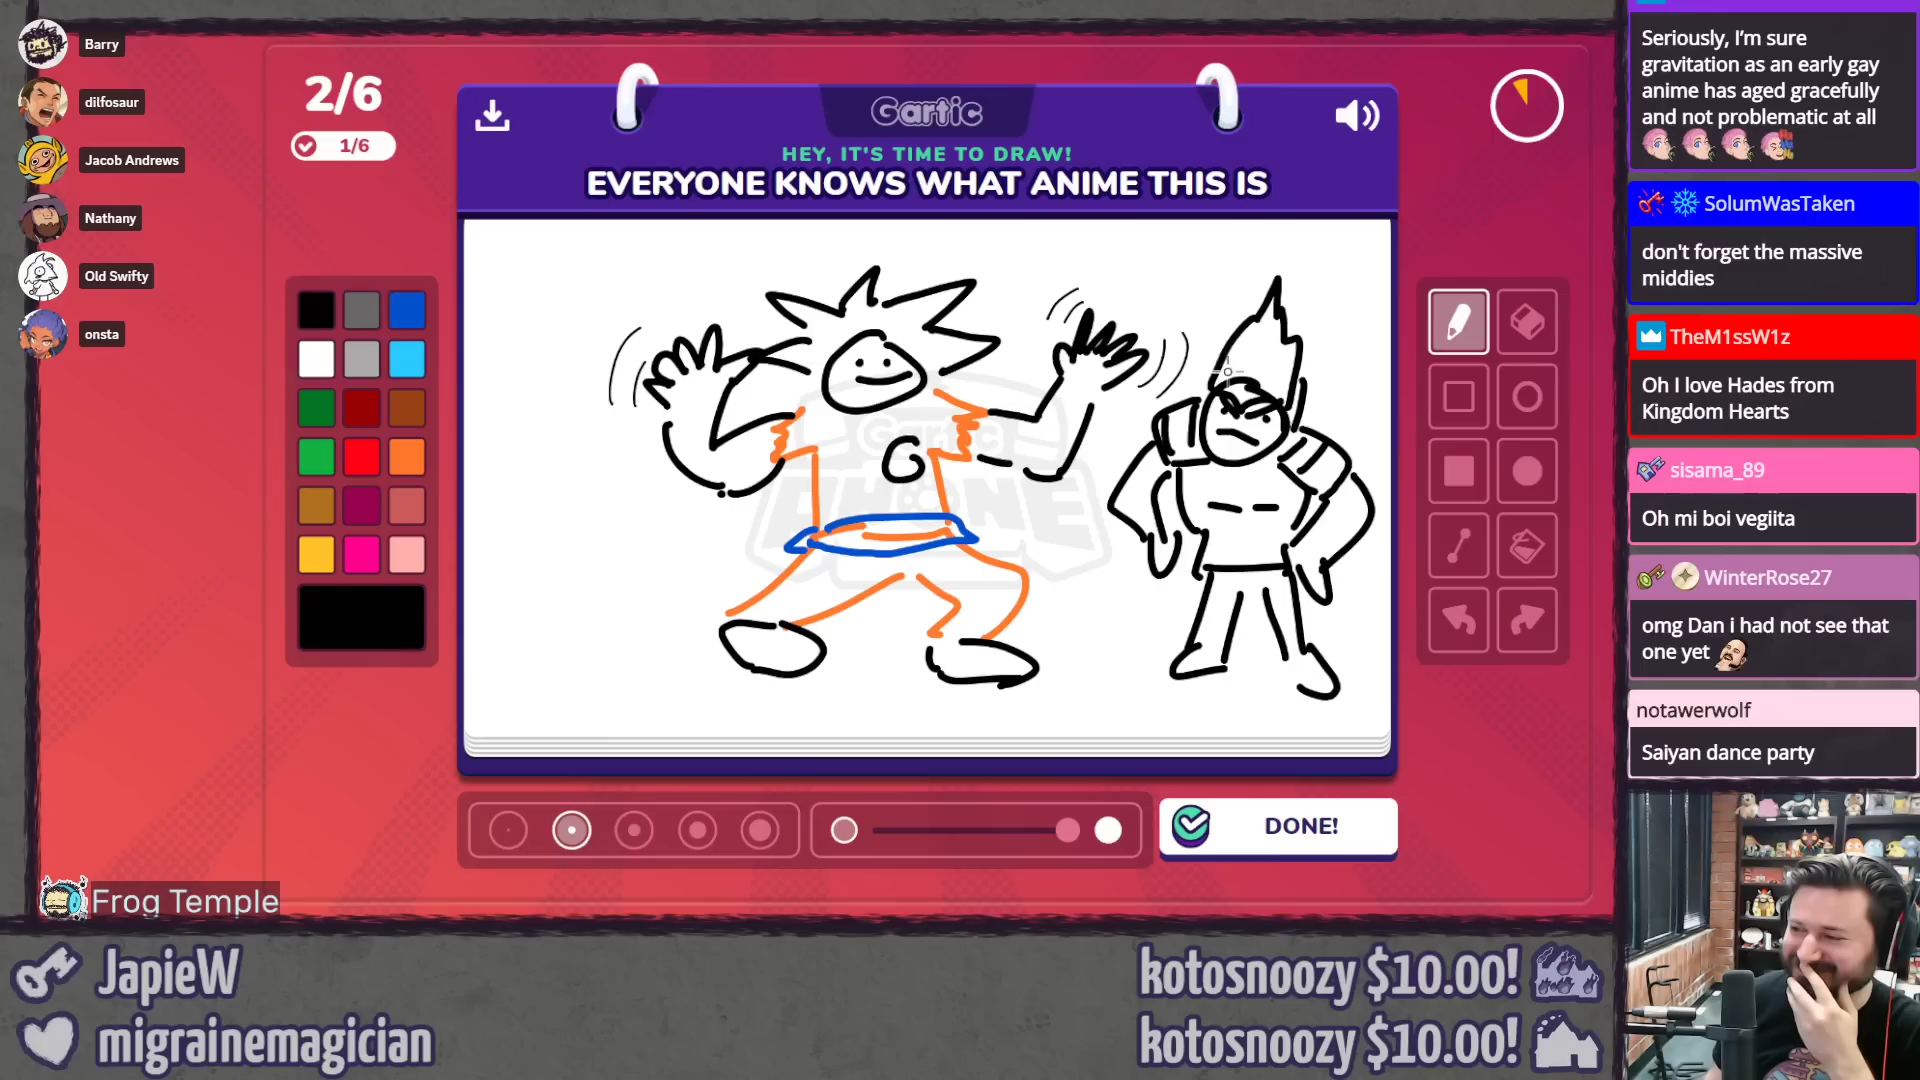 Barry
dilfosaur
Jacob Andrews
Nathany
Old Swifty
onsta
2/6
1/6
Gartic
HEY, IT'S TIME TO DRAW!
EVERYONE KNOWS WHAT ANIME THIS IS
G
Gartic
PHONE
DONE!
Frog Temple
JapieW
migrainemagician
kotosnoozy $10.00!
kotosnoozy $10.00!
Seriously, I'm sure
gravitation as an early gay
anime has aged gracefully
and not problematic at all
SolumWasTaken
don't forget the massive
middies
TheM1ssW1z
Oh I love Hades from
Kingdom Hearts
sisama_89
Oh mi boi vegiita
WinterRose27
omg Dan i had not see that
one yet
notawerwolf
Saiyan dance party